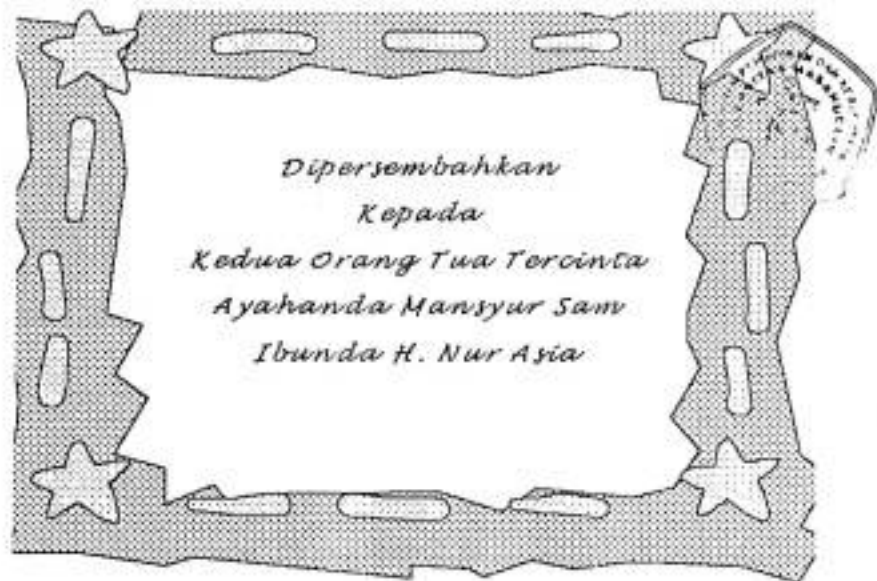 Dipersembahkan
Kepada
Kedua Orang Tua Tercinta
Ayahanda Mansyur Sam
Ibunda H. Nur Asia